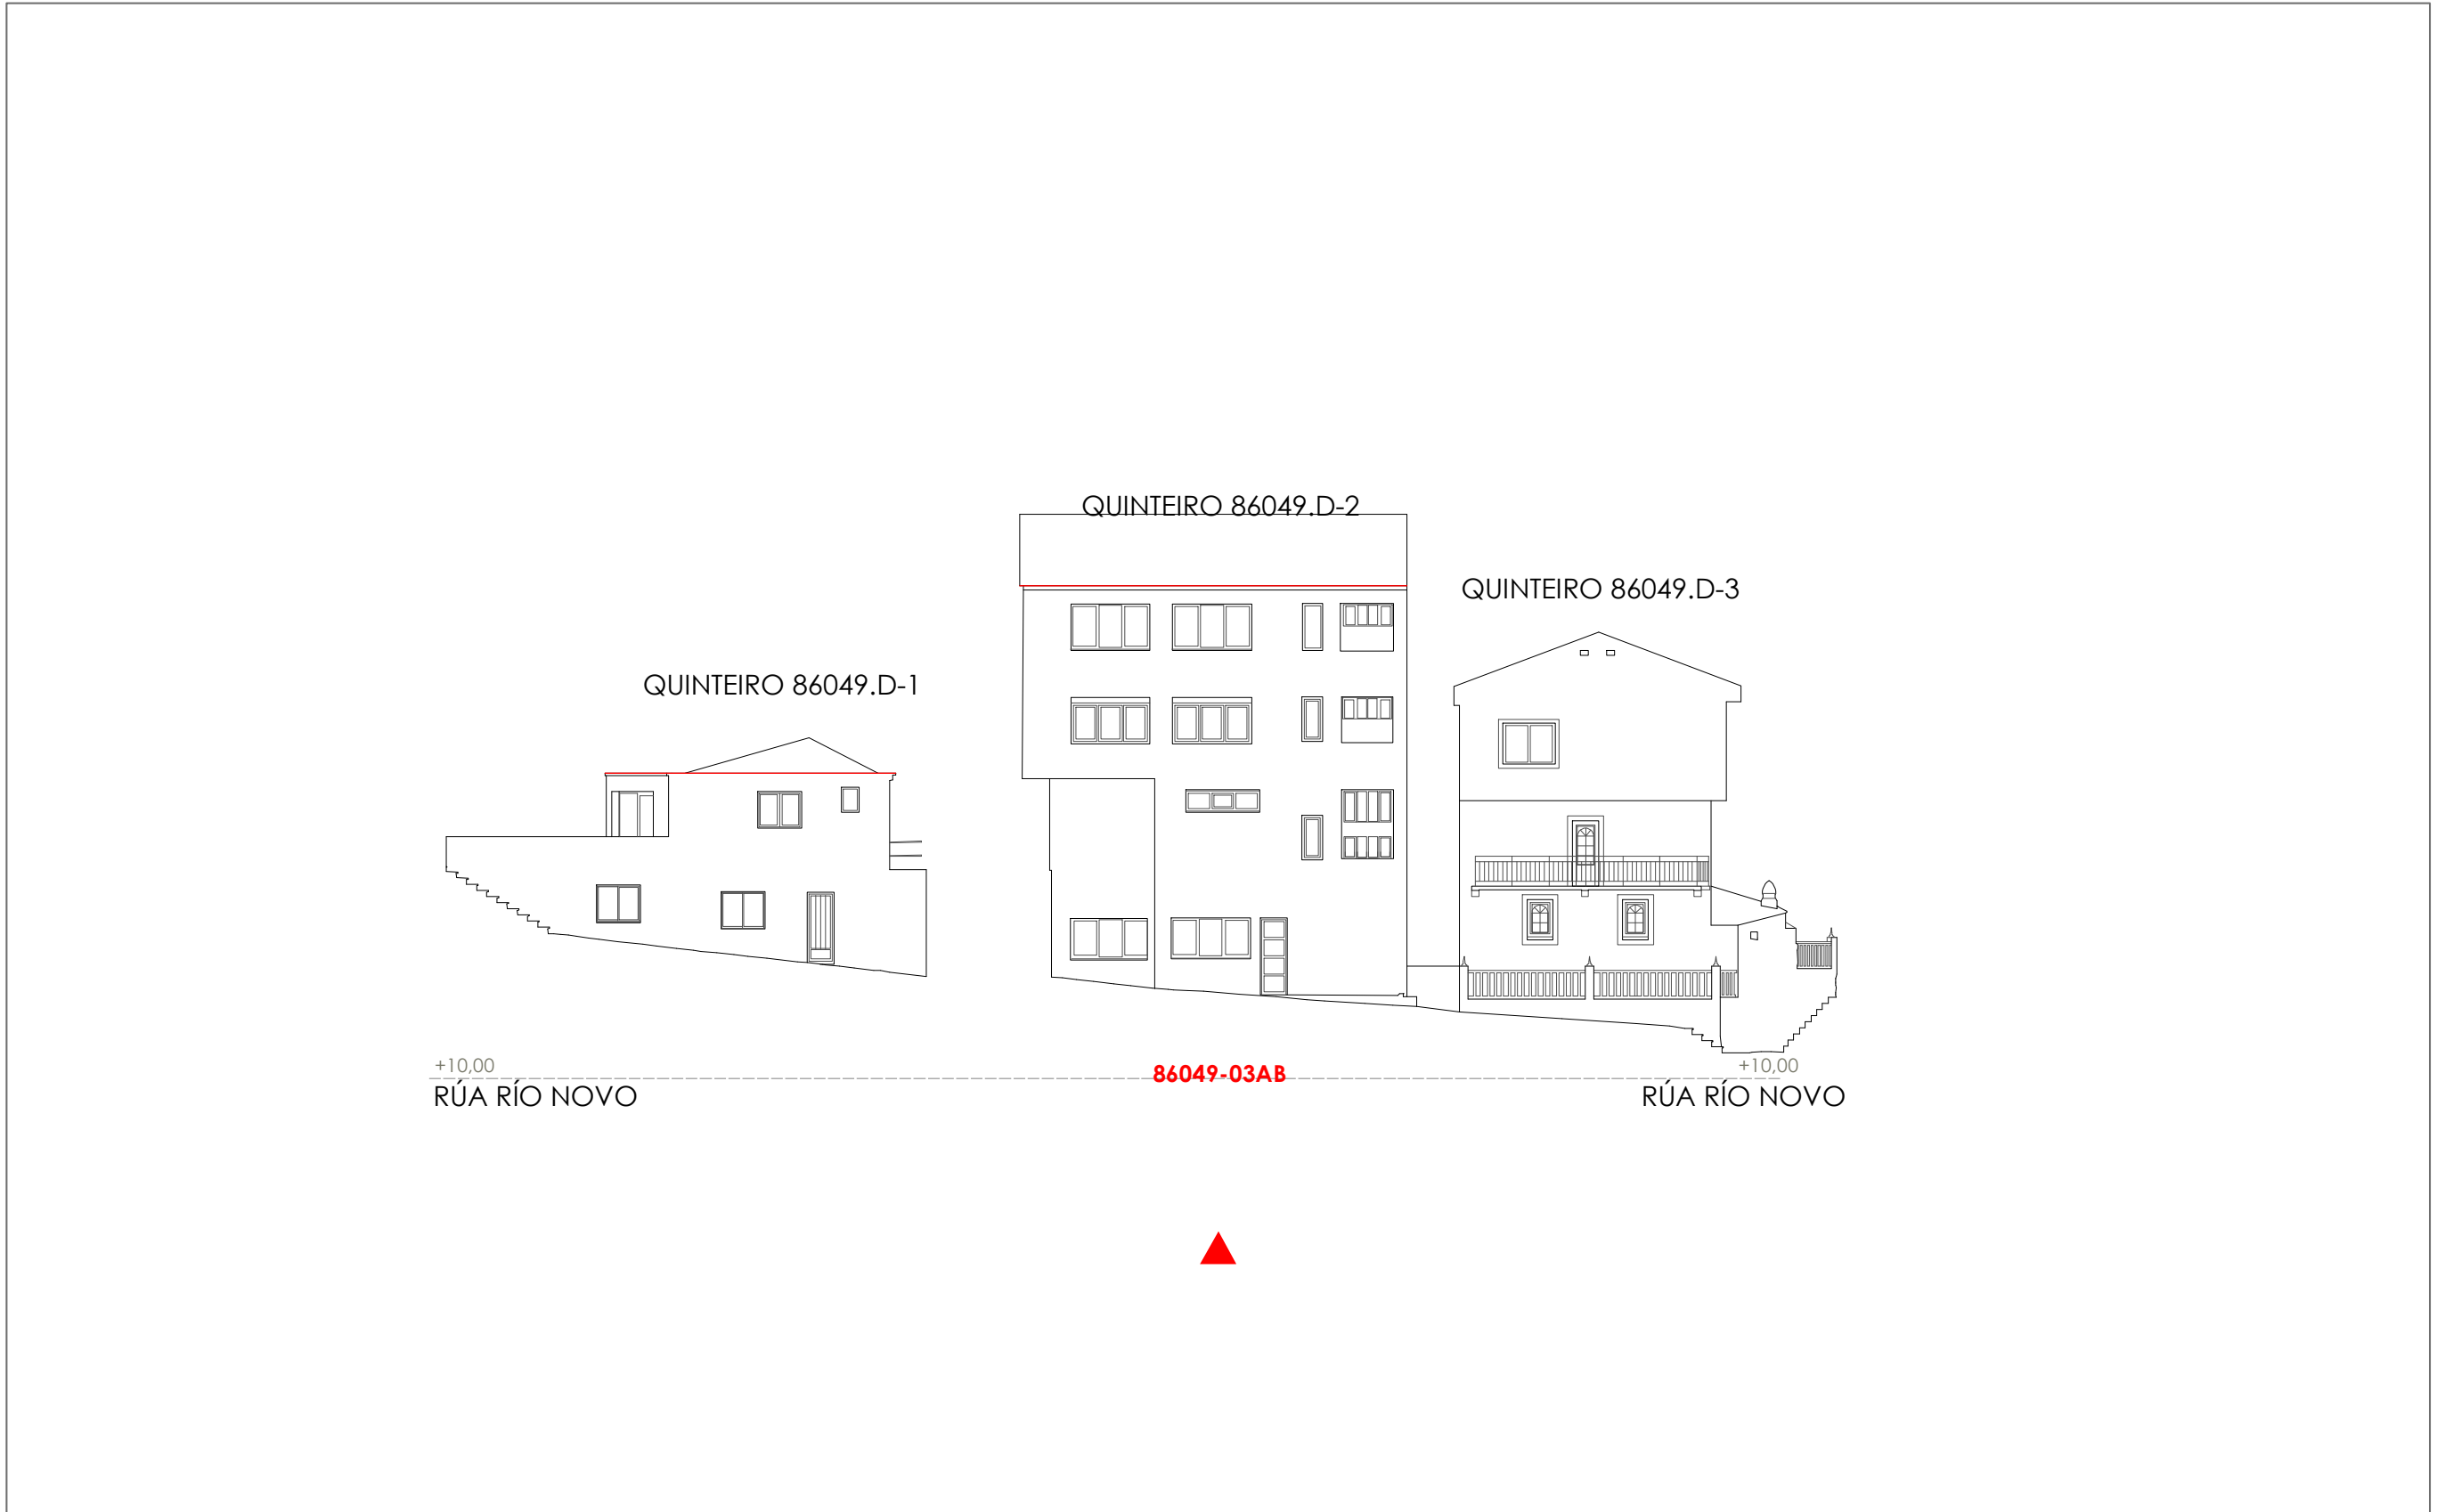 QUINTEIRO 86049.D-2
QUINTEIRO 86049.D-3
QUINTEIRO 86049.D-1
+10,00
86049-03AB
+10,00
RÚA RÍO NOVO
RÚA RÍO NOVO